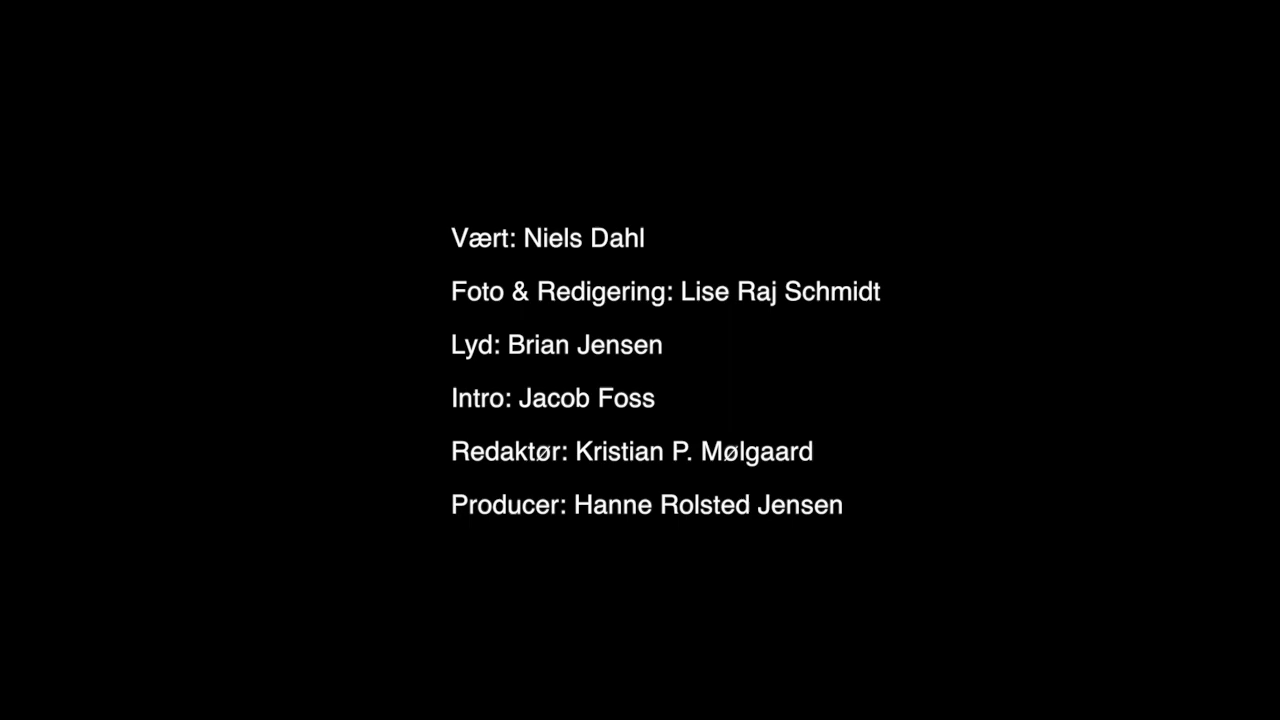 Vært: Niels Dahl
Foto & Redigering: Lise Raj Schmidt
Lyd: Brian Jensen
Intro: Jacob Foss
Redaktør: Kristian P. Mølgaard
Producer: Hanne Rolsted Jensen